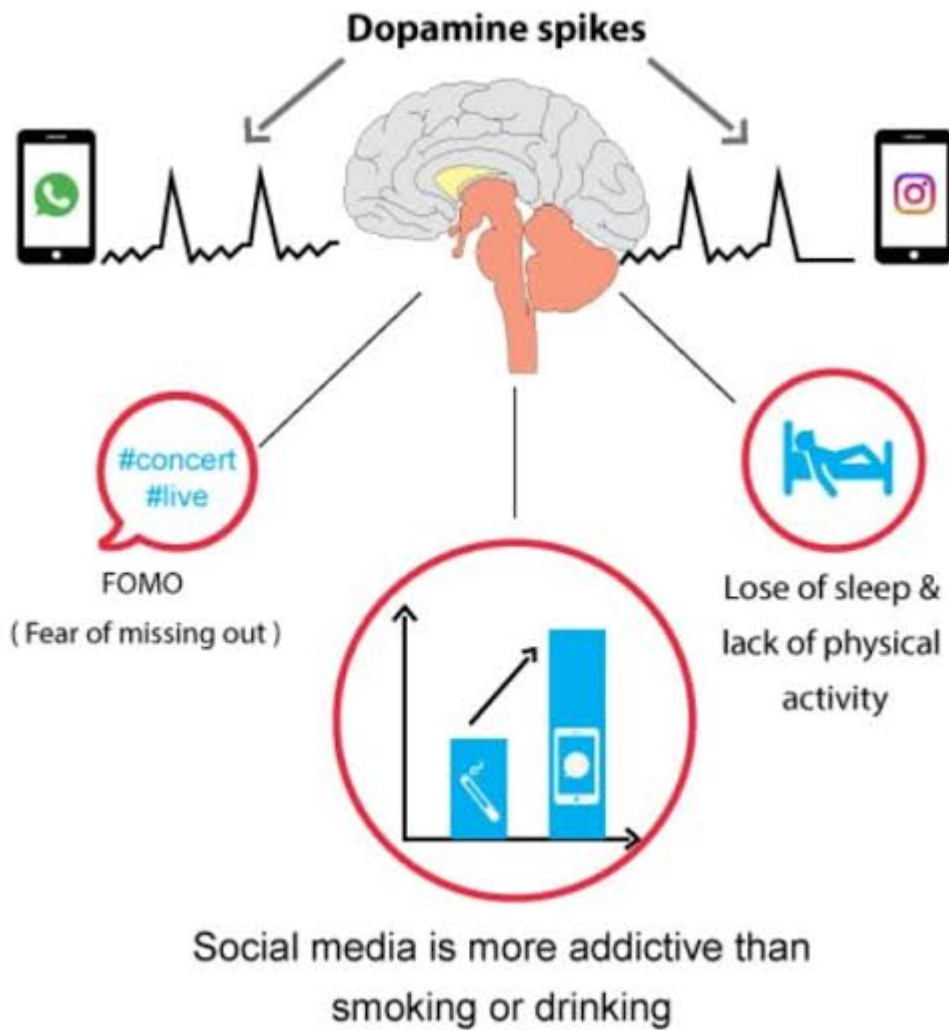 Dopamine spikes
#concert
#live
FOMO
( Fear of missing out )
Lose of sleep &
lack of physical
activity
Social media is more addictive than
smoking or drinking